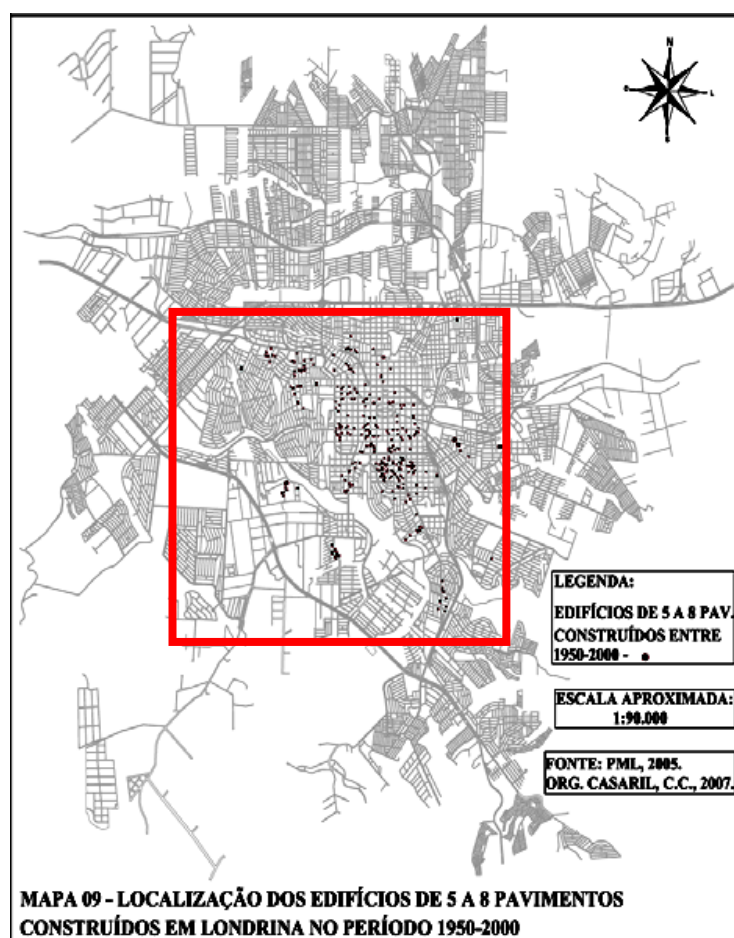 N
O
L
S
LEGENDA:
EDIFÍCIOS DE 5 A 8 PAV.
CONSTRUÍDOS ENTRE
1950-2000 -
ESCALA APROXIMADA:
1:90.000
FONTE: PML, 2005.
ORG. CASARIL, C.C., 2007.
MAPA 09 - LOCALIZAÇÃO DOS EDIFÍCIOS DE 5 A 8 PAVIMENTOS
CONSTRUÍDOS EM LONDRINA NO PERÍODO 1950-2000